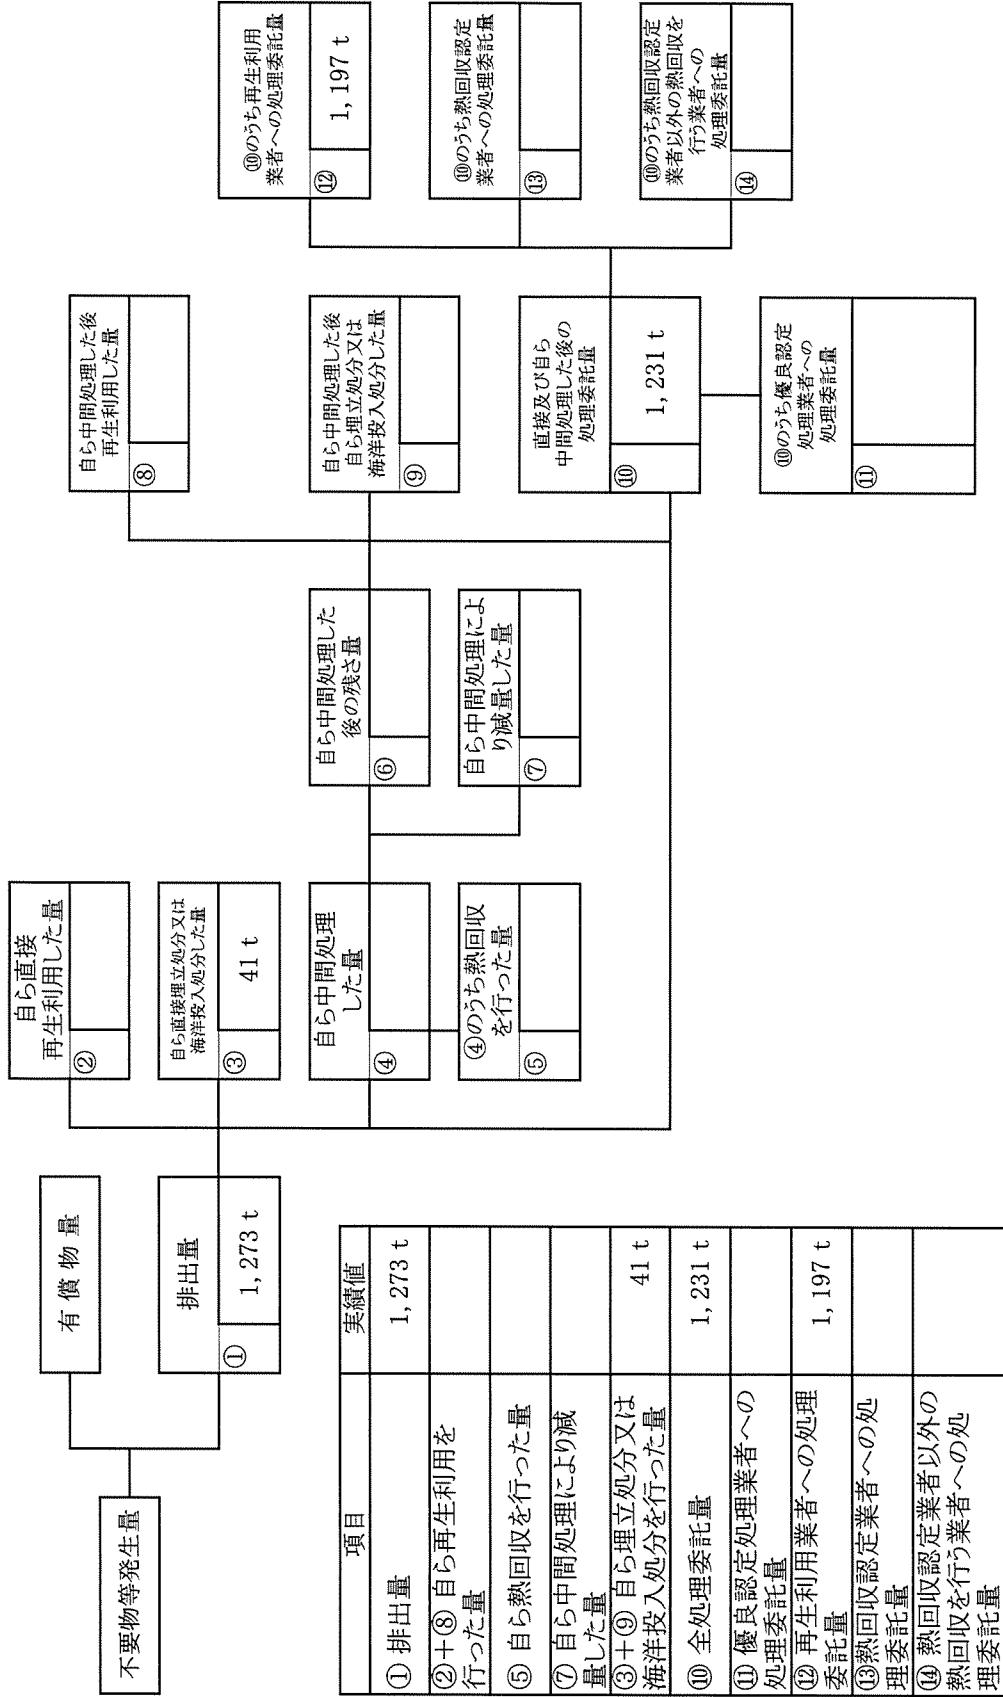 不要物等発生量
有償物量
排出量
①
1,273 t
自ら直接
再生利用した量
②
自ら直接埋立処分又は
海洋投入処分した量
③
41 t
自ら中間処理
した量
④
④のうち熱回収
を行った量
⑤
自ら中間処理した
後の残さ量
⑥
自ら中間処理によ
り減量した量
⑦
自ら中間処理した後
再生利用した量
⑧
自ら中間処理した後
自ら埋立処分又は
海洋投入処分した量
⑨
直接及び自ら
中間処理した後の
処理委託量
⑩
1,231 t
⑩のうち優良認定
処理業者への
処理委託量
⑪
⑩のうち再生利用
業者への処理委託量
⑫
1,197 t
⑩のうち熱回収認定
業者への処理委託量
⑬
⑩のうち熱回収認定
業者以外の熱回収を
行う業者への
処理委託量
⑭
項目 実績値
① 排出量 1,273 t
②+⑧ 自ら再生利用を
行った量
⑤ 自ら熱回収を行った量
⑦ 自ら中間処理により減
量した量
③+⑨ 自ら埋立処分又は
海洋投入処分を行った量 41 t
⑩ 全処理委託量 1,231 t
⑪ 優良認定処理業者への
処理委託量
⑫ 再生利用業者への処理
委託量 1,197 t
⑬熱回収認定業者への処
理委託量
⑭ 熱回収認定業者以外の
熱回収を行う業者への処
理委託量